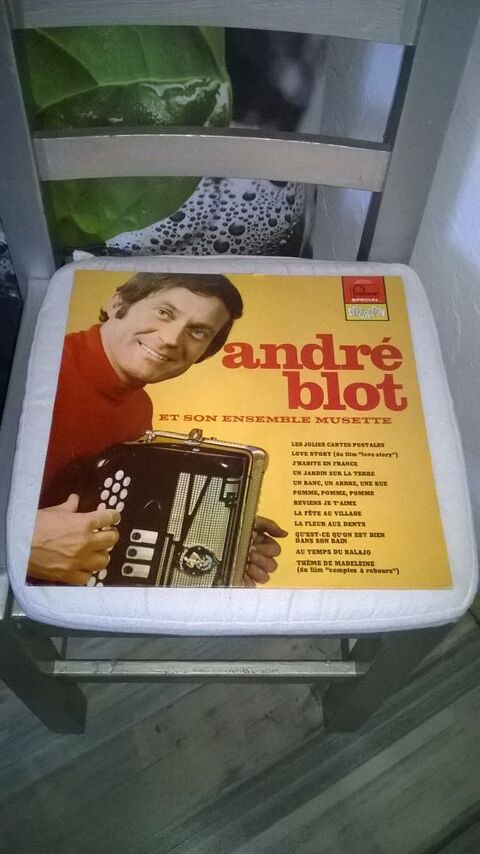 fontana
SPECIAL
andré
blot
ET SON ENSEMBLE MUSETTE
LES JOLIES CARTES POSTALES
LOVE STORY (du film "love story")
J'HABITE EN FRANCE
UN JARDIN SUR LA TERRE
UN BANC, UN ARBRE, UNE RUE
POMME, POMME, POMME
REVIENS JE T'AIME
LA FÊTE AU VILLAGE
LA FLEUR AUX DENTS
QU'EST-CE QU'ON EST BIEN
DANS SON BAIN
AU TEMPS DU BALAJO
THÈME DE MADELEINE
(du film "comptes à rebours")